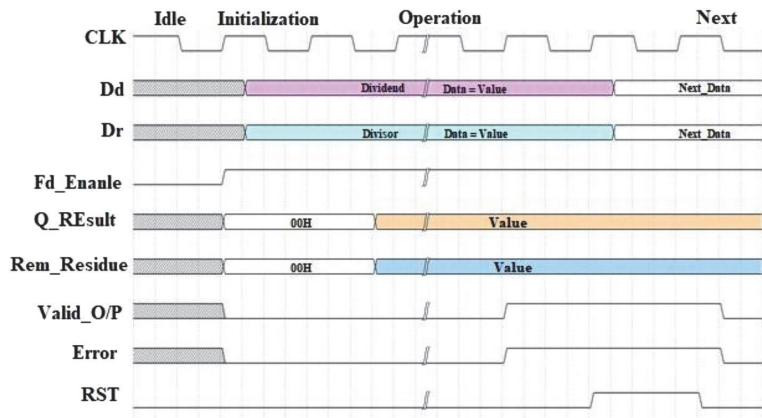 Idle Initialization Operation Next
CLK
Dd Dividend Data = Value Next_Data
Dr Divisor Data = Value Next_Data
Fd_Enanle
Q_REsult 00H Value
Rem_Residue 00H Value
Valid_O/P
Error
RST